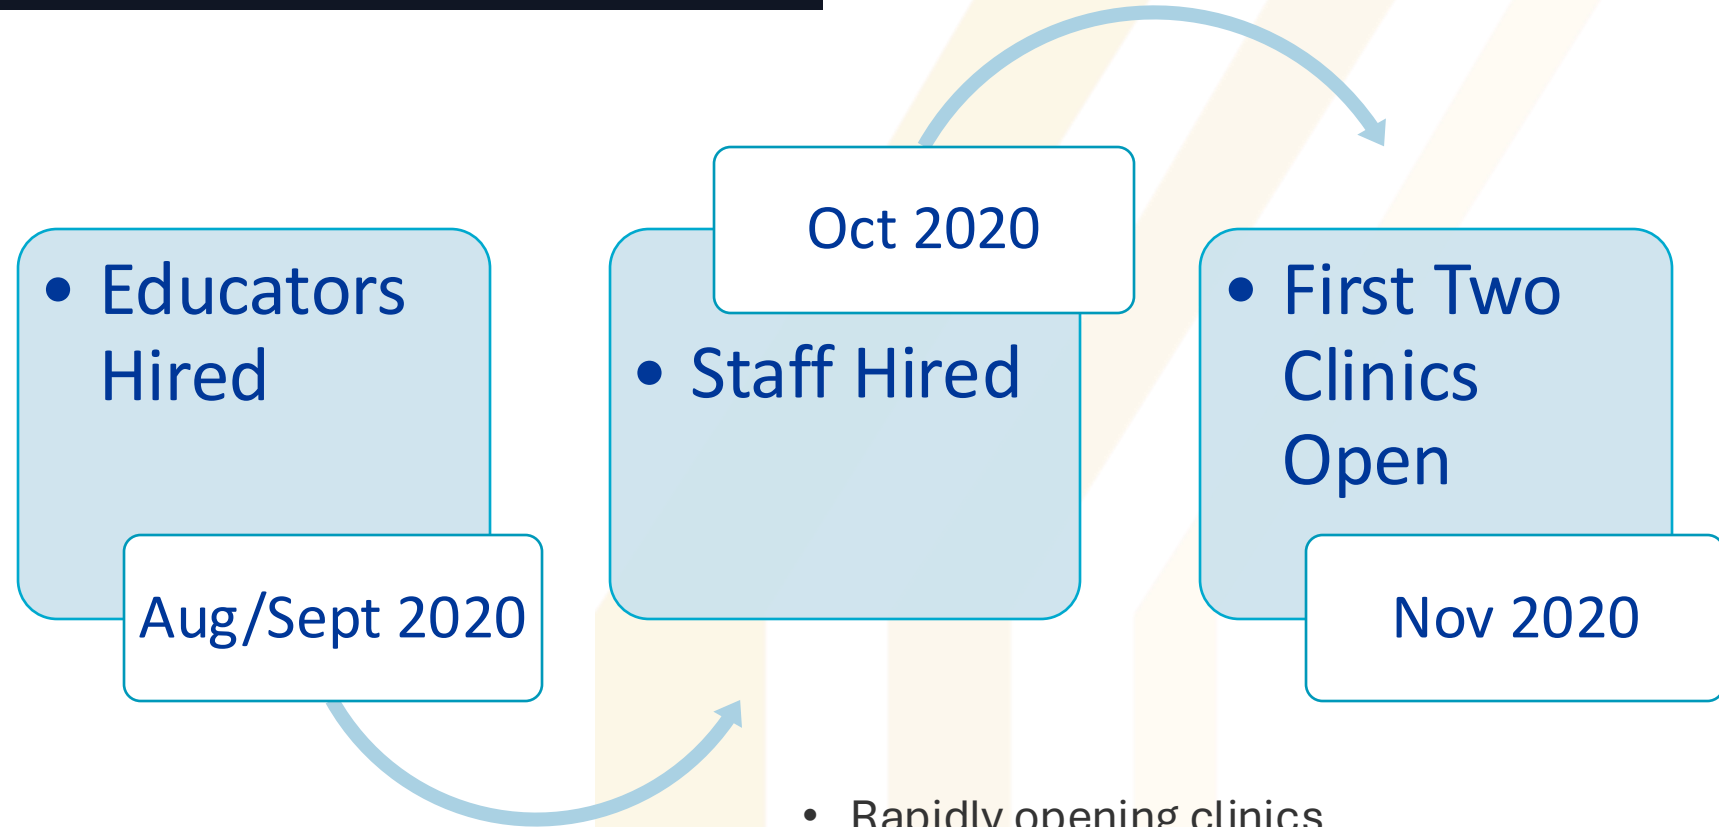 • Educators
Hired
Aug/Sept 2020
Oct 2020
• Staff Hired
• First Two
Clinics
Open
Nov 2020
• Rapidly opening clinics